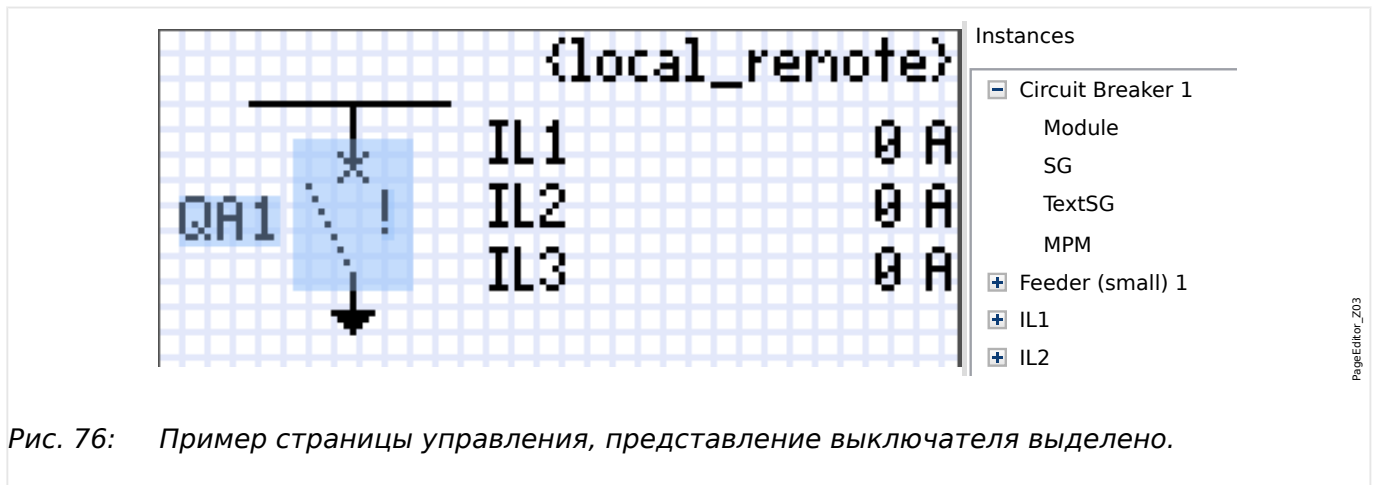 {local_remote}
IL1 0 A
QA1 !
IL2 0 A
IL3 0 A
Instances
Circuit Breaker 1
Module
SG
TextSG
MPM
Feeder (small) 1
IL1
IL2
PageEditor_Z03
Рис. 76: Пример страницы управления, представление выключателя выделено.